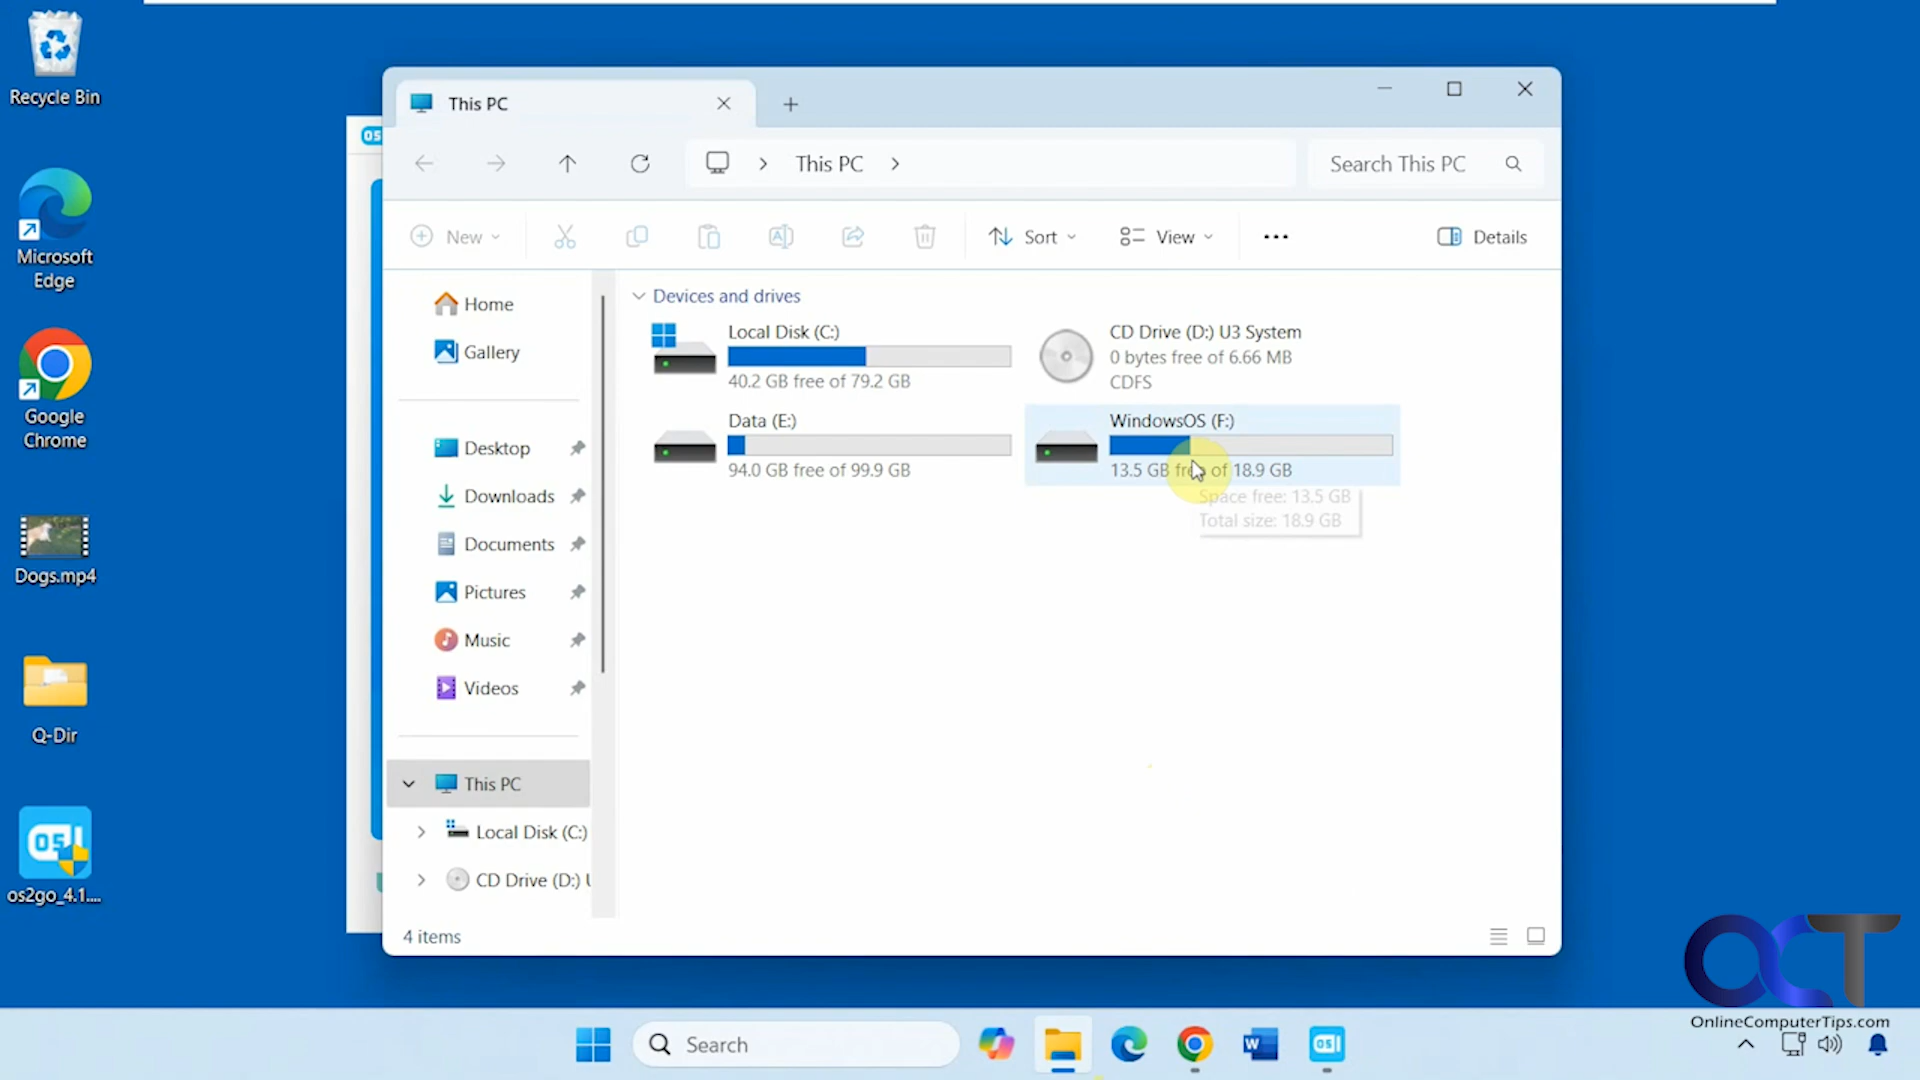 Recycle Bin
Microsoft
Edge
Google
Chrome
Dogs.mp4
Q-Dir
OS
os2go_4.1....
OS
This PC
This PC
Search This PC
New
Sort
View
Details
Home
Gallery
Desktop
Downloads
Documents
Pictures
Music
Videos
This PC
Local Disk (C:)
CD Drive (D:) U
Devices and drives
Local Disk (C:)
40.2 GB free of 79.2 GB
CD Drive (D:) U3 System
0 bytes free of 6.66 MB
CDFS
Data (E:)
94.0 GB free of 99.9 GB
WindowsOS (F:)
13.5 GB free of 18.9 GB
Space free: 13.5 GB
Total size: 18.9 GB
4 items
OCT
OnlineComputerTips.com
Search
W
OS